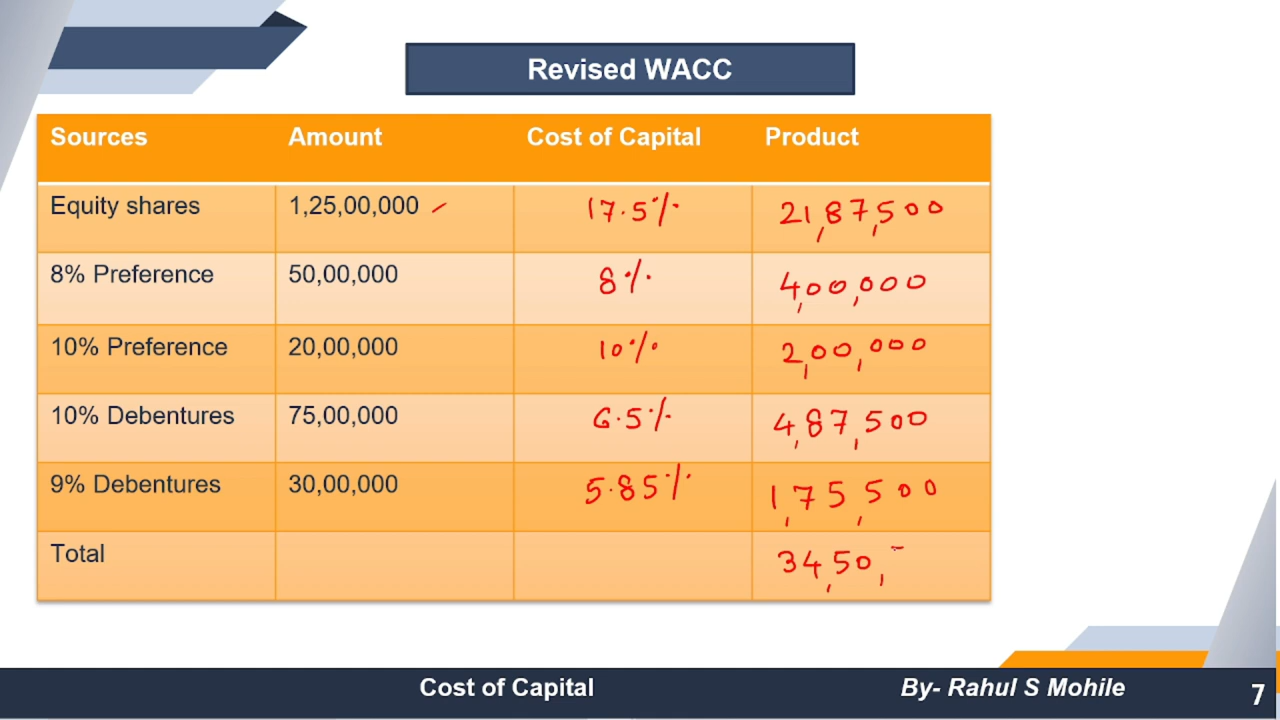 Revised WACC
Sources Amount Cost of Capital Product
Equity shares 1,25,00,000 17.5% 21,87,500
8% Preference 50,00,000 8% 4,00,000
10% Preference 20,00,000 10% 2,00,000
10% Debentures 75,00,000 6.5% 4,87,500
9% Debentures 30,00,000 5.85% 1,75,500
Total 34,50,
Cost of Capital By- Rahul S Mohile 7